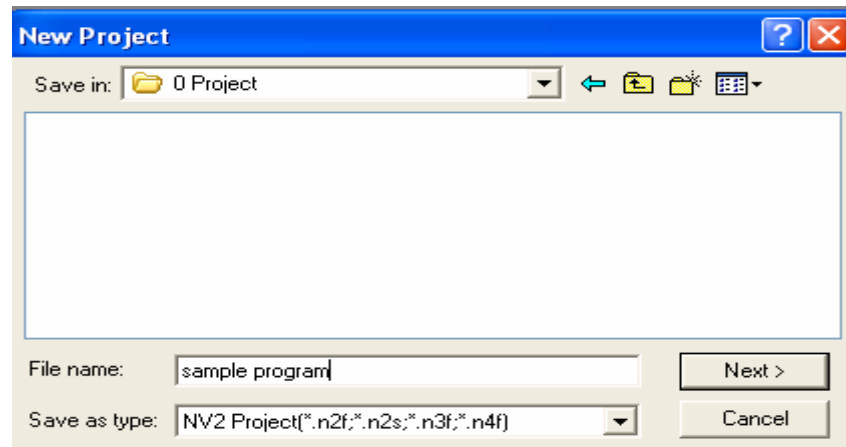 New Project
Save in: 0 Project
File name: sample program
Next >
Save as type: NV2 Project(*.n2f;*.n2s;*.n3f;*.n4f)
Cancel